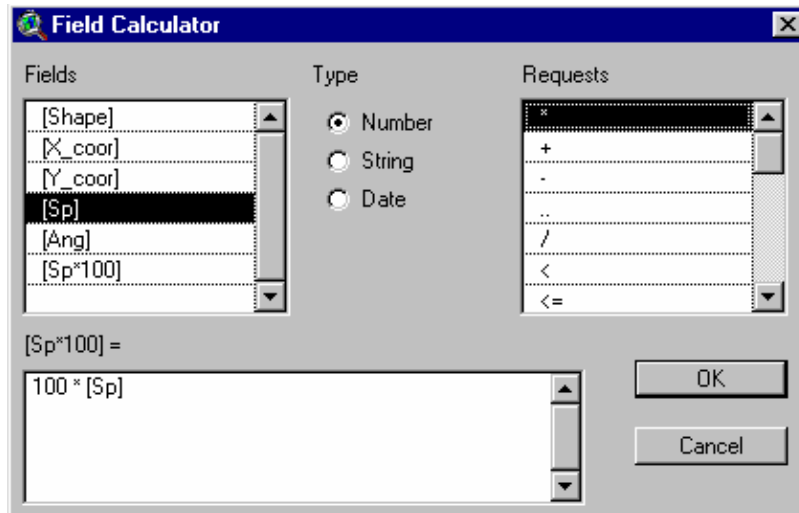 Field Calculator
Fields
Type
Requests
[Shape]
[X_coor]
[Y_coor]
[Sp]
[Ang]
[Sp*100]
Number
String
Date
*
+
-
..
/
<
<=
[Sp*100] =
100 * [Sp]
OK
Cancel